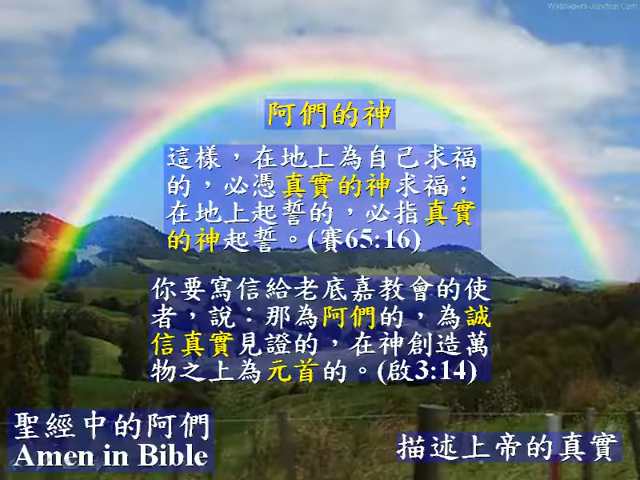 Wallpapers-Junction.Com
阿們的神
這樣，在地上為自己求福
的，必憑真實的神求福；
在地上起誓的，必指真實
的神起誓。(賽65:16)
你要寫信給老底嘉教會的使
者，說：那為阿們的，為誠
信真實見證的，在神創造萬
物之上為元首的。(啟3:14)
聖經中的阿們
Amen in Bible
描述上帝的真實